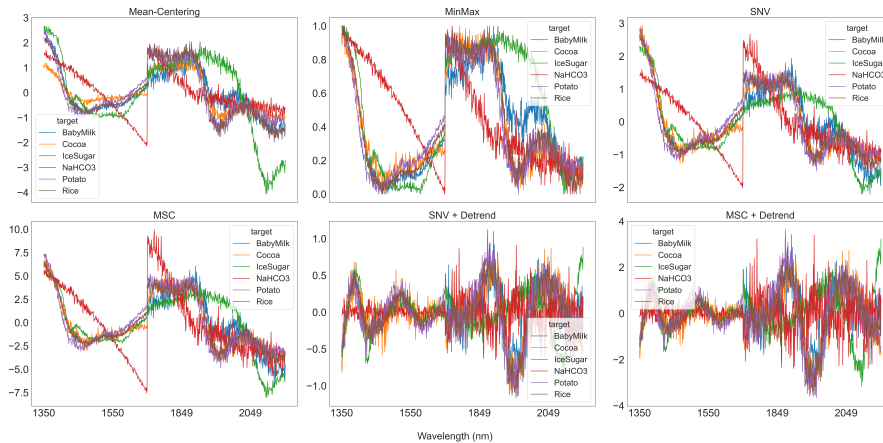 Mean-Centering
3
2
1
0
−1
−2
−3
−4
target
BabyMilk
Cocoa
IceSugar
NaHCO3
Potato
Rice
MinMax
1.0
0.8
0.6
0.4
0.2
0.0
target
BabyMilk
Cocoa
IceSugar
NaHCO3
Potato
Rice
SNV
3
2
1
0
−1
−2
target
BabyMilk
Cocoa
IceSugar
NaHCO3
Potato
Rice
MSC
10.0
7.5
5.0
2.5
0.0
−2.5
−5.0
−7.5
target
BabyMilk
Cocoa
IceSugar
NaHCO3
Potato
Rice
1350 1550 1849 2049
SNV + Detrend
1.0
0.5
0.0
−0.5
−1.0
target
BabyMilk
Cocoa
IceSugar
NaHCO3
Potato
Rice
1350 1550 1849 2049
MSC + Detrend
4
2
0
−2
−4
target
BabyMilk
Cocoa
IceSugar
NaHCO3
Potato
Rice
1350 1550 1849 2049
Wavelength (nm)